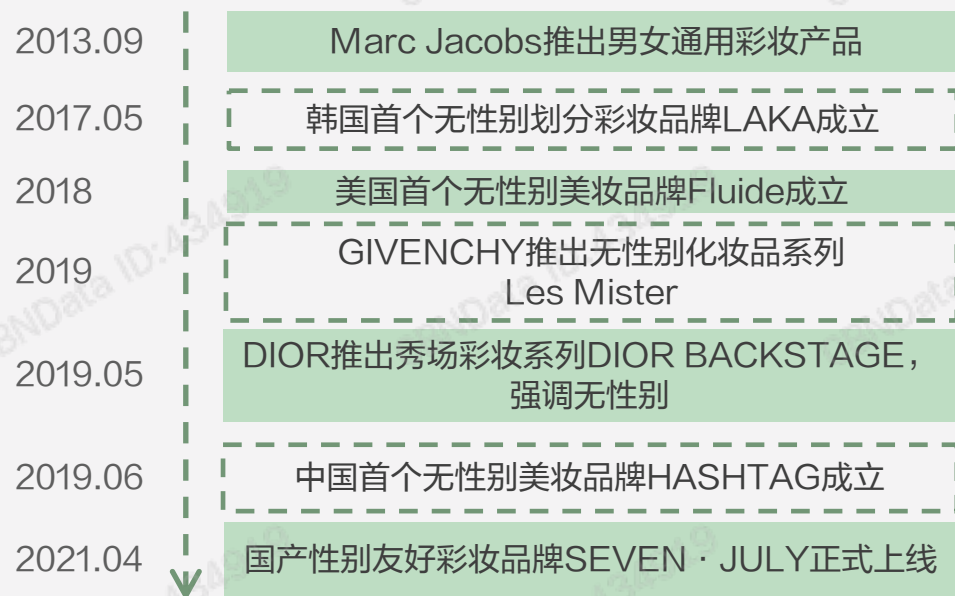 2013.09 Marc Jacobs推出男女通用彩妆产品
2017.05 韩国首个无性别划分彩妆品牌LAKA成立
2018 美国首个无性别美妆品牌Fluide成立
2019 GIVENCHY推出无性别化妆品系列
Les Mister
2019.05 DIOR推出秀场彩妆系列DIOR BACKSTAGE，
强调无性别
2019.06 中国首个无性别美妆品牌HASHTAG成立
2021.04 国产性别友好彩妆品牌SEVEN · JULY正式上线
BNData ID:434919